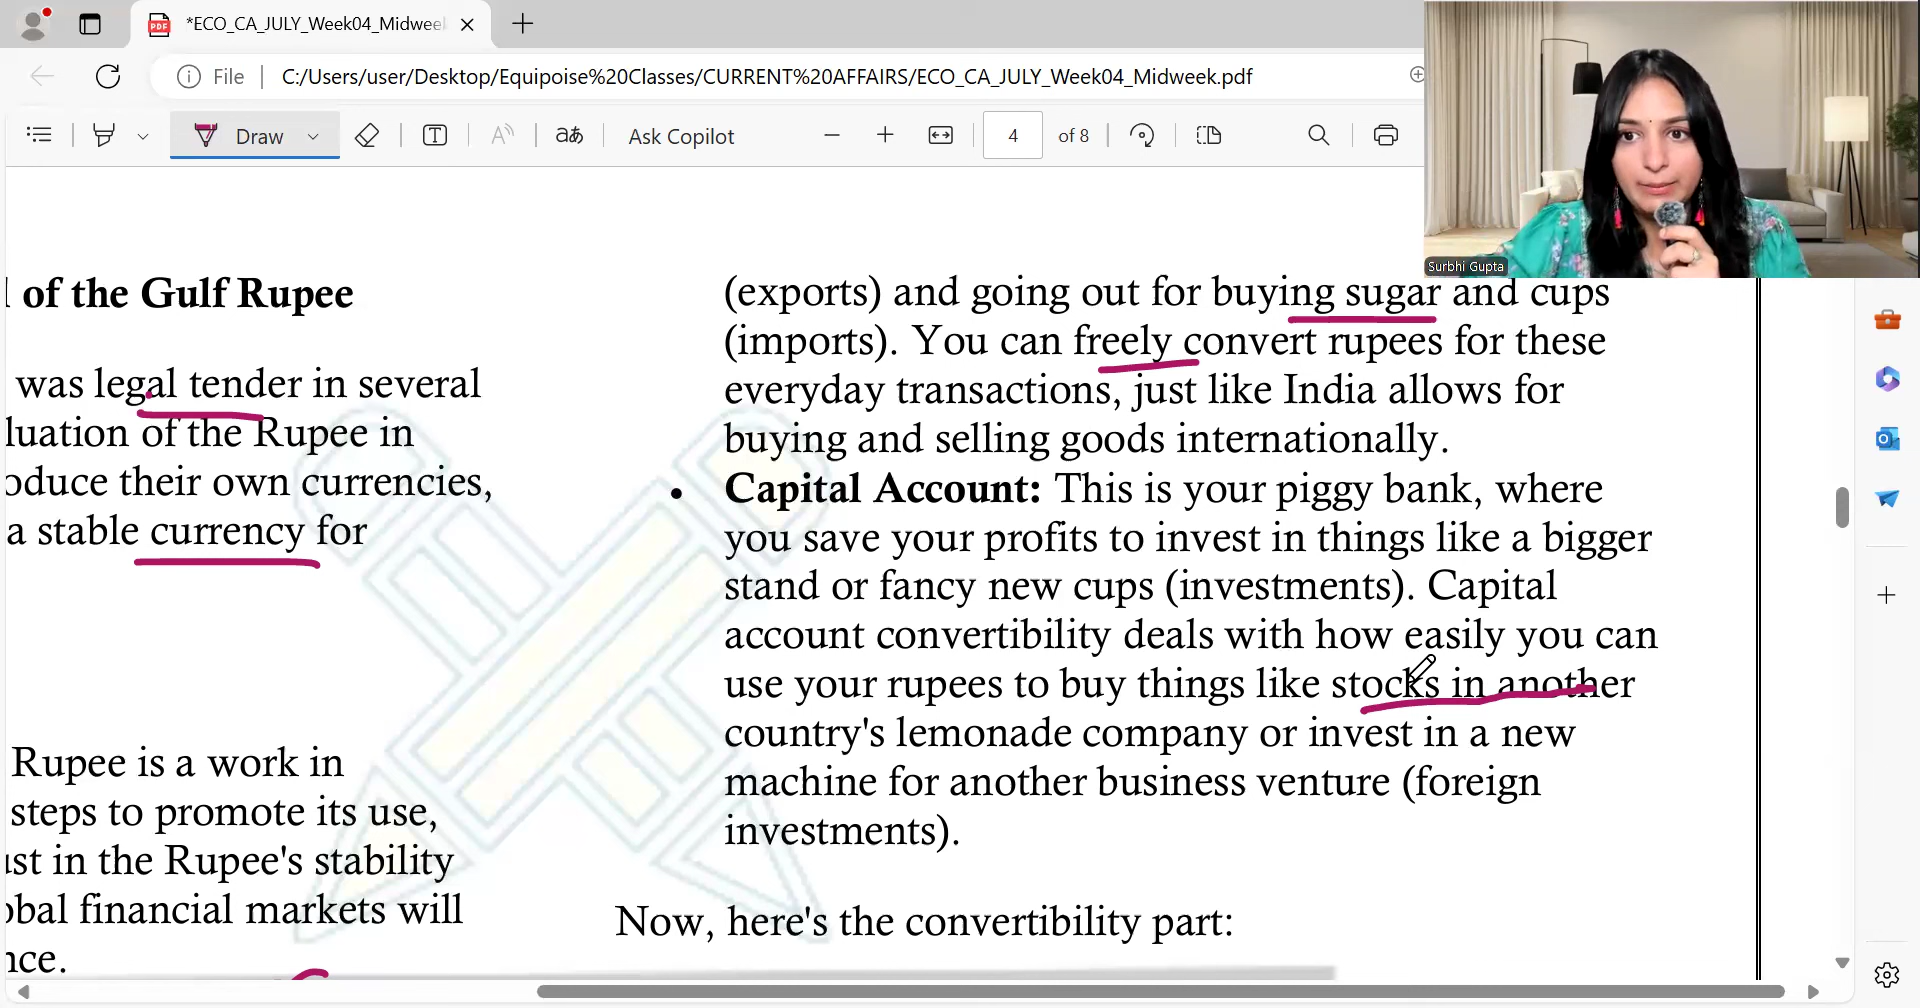 *ECO_CA_JULY_Week04_Midwee
File
C:/Users/user/Desktop/Equipoise%20Classes/CURRENT%20AFFAIRS/ECO_CA_JULY_Week04_Midweek.pdf
Draw
T
A
aあ
Ask Copilot
4
of 8
Surbhi Gupta
of the Gulf Rupee
was legal tender in several
luation of the Rupee in
oduce their own currencies,
a stable currency for
Rupee is a work in
steps to promote its use,
ust in the Rupee's stability
obal financial markets will
nce.
(exports) and going out for buying sugar and cups
(imports). You can freely convert rupees for these
everyday transactions, just like India allows for
buying and selling goods internationally.
• Capital Account: This is your piggy bank, where
you save your profits to invest in things like a bigger
stand or fancy new cups (investments). Capital
account convertibility deals with how easily you can
use your rupees to buy things like stocks in another
country's lemonade company or invest in a new
machine for another business venture (foreign
investments).
Now, here's the convertibility part: